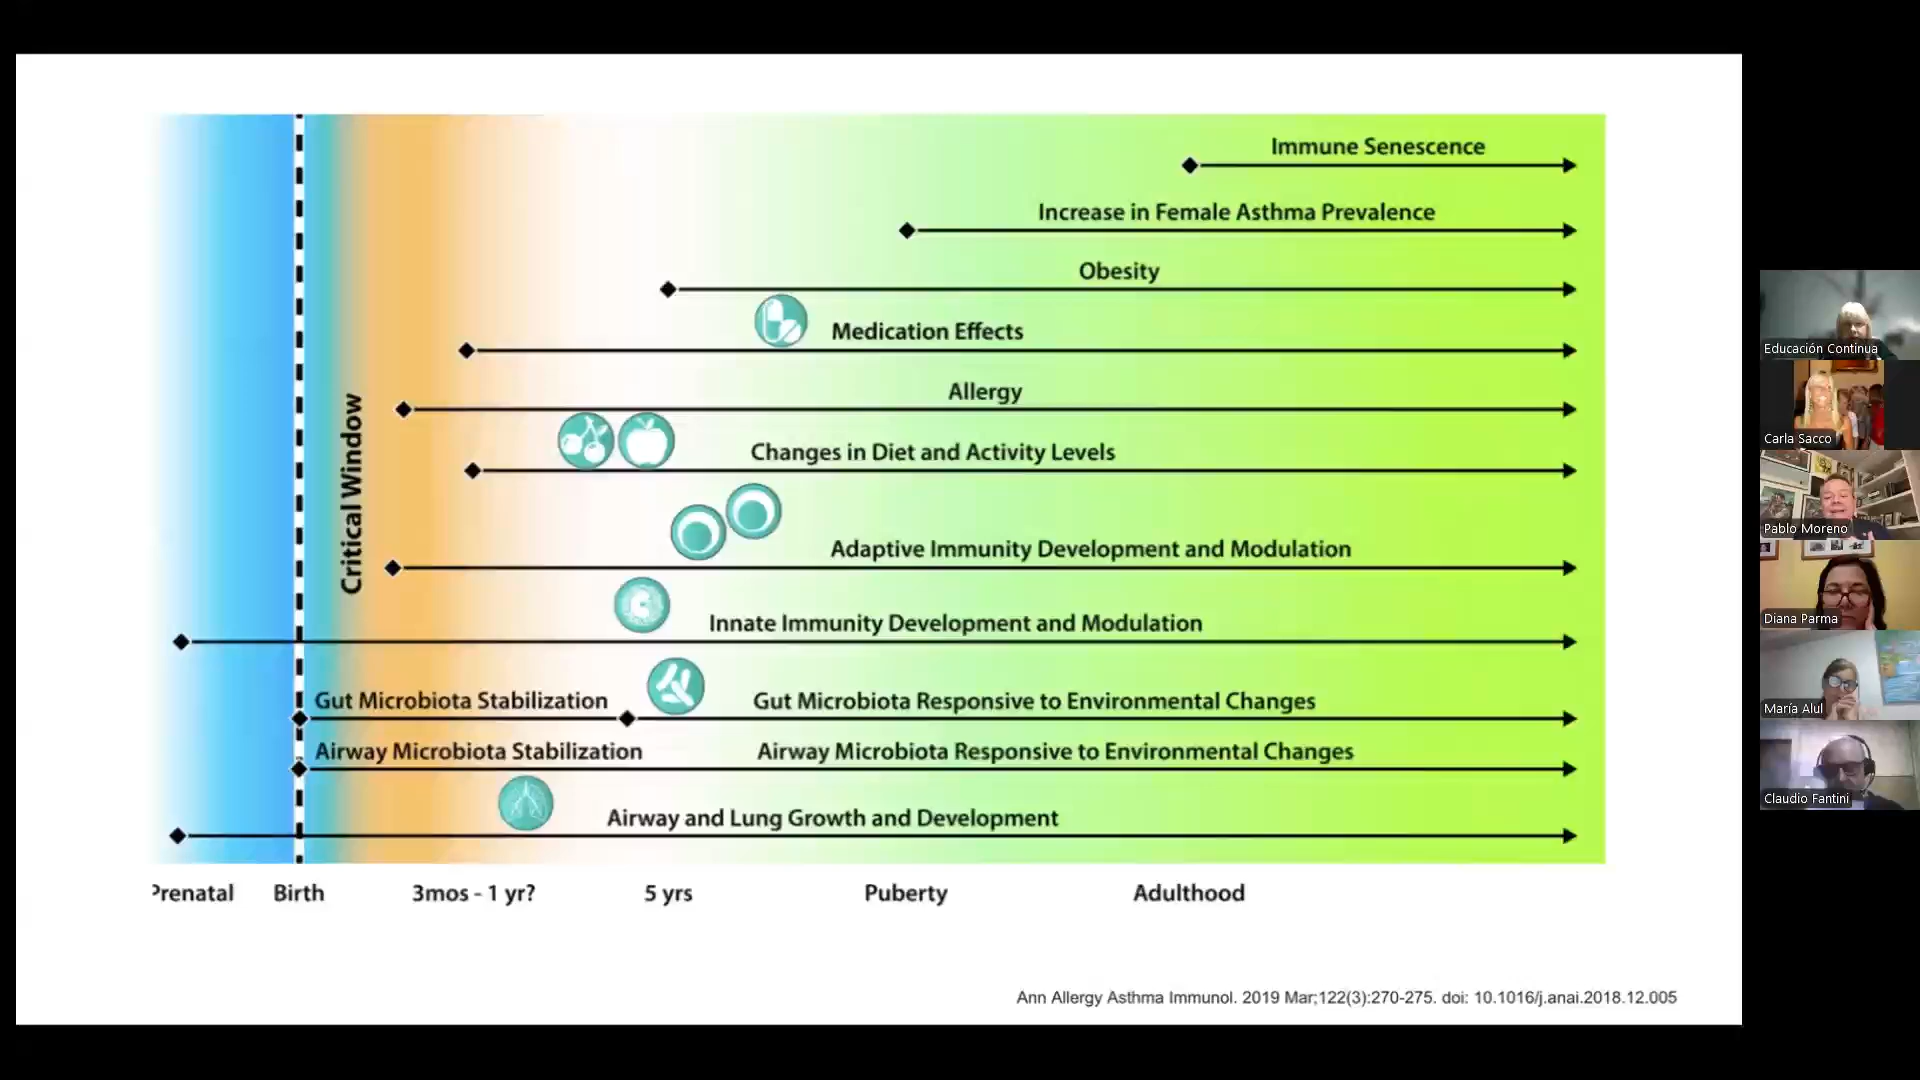 Immune Senescence
Increase in Female Asthma Prevalence
Obesity
Medication Effects
Allergy
Changes in Diet and Activity Levels
Critical Window
Adaptive Immunity Development and Modulation
Innate Immunity Development and Modulation
Gut Microbiota Stabilization Gut Microbiota Responsive to Environmental Changes
Airway Microbiota Stabilization Airway Microbiota Responsive to Environmental Changes
Airway and Lung Growth and Development
Prenatal Birth 3mos - 1 yr? 5 yrs Puberty Adulthood
Ann Allergy Asthma Immunol. 2019 Mar;122(3):270-275. doi: 10.1016/j.anai.2018.12.005
Educación Continua
Carla Sacco
Pablo Moreno
Diana Parma
María Alul
Claudio Fantini